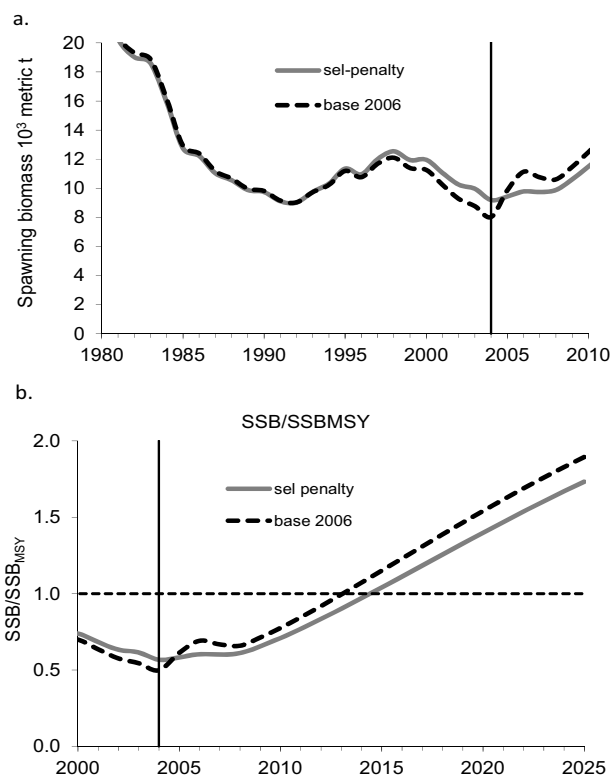 a.
20
18
16
14
12
10
8
6
4
2
0
Spawning biomass 10³ metric t
sel-penalty
base 2006
1980 1985 1990 1995 2000 2005 2010
b.
SSB/SSBMSY
2.0
1.5
1.0
0.5
0.0
SSB/SSB_MSY
sel penalty
base 2006
2000 2005 2010 2015 2020 2025